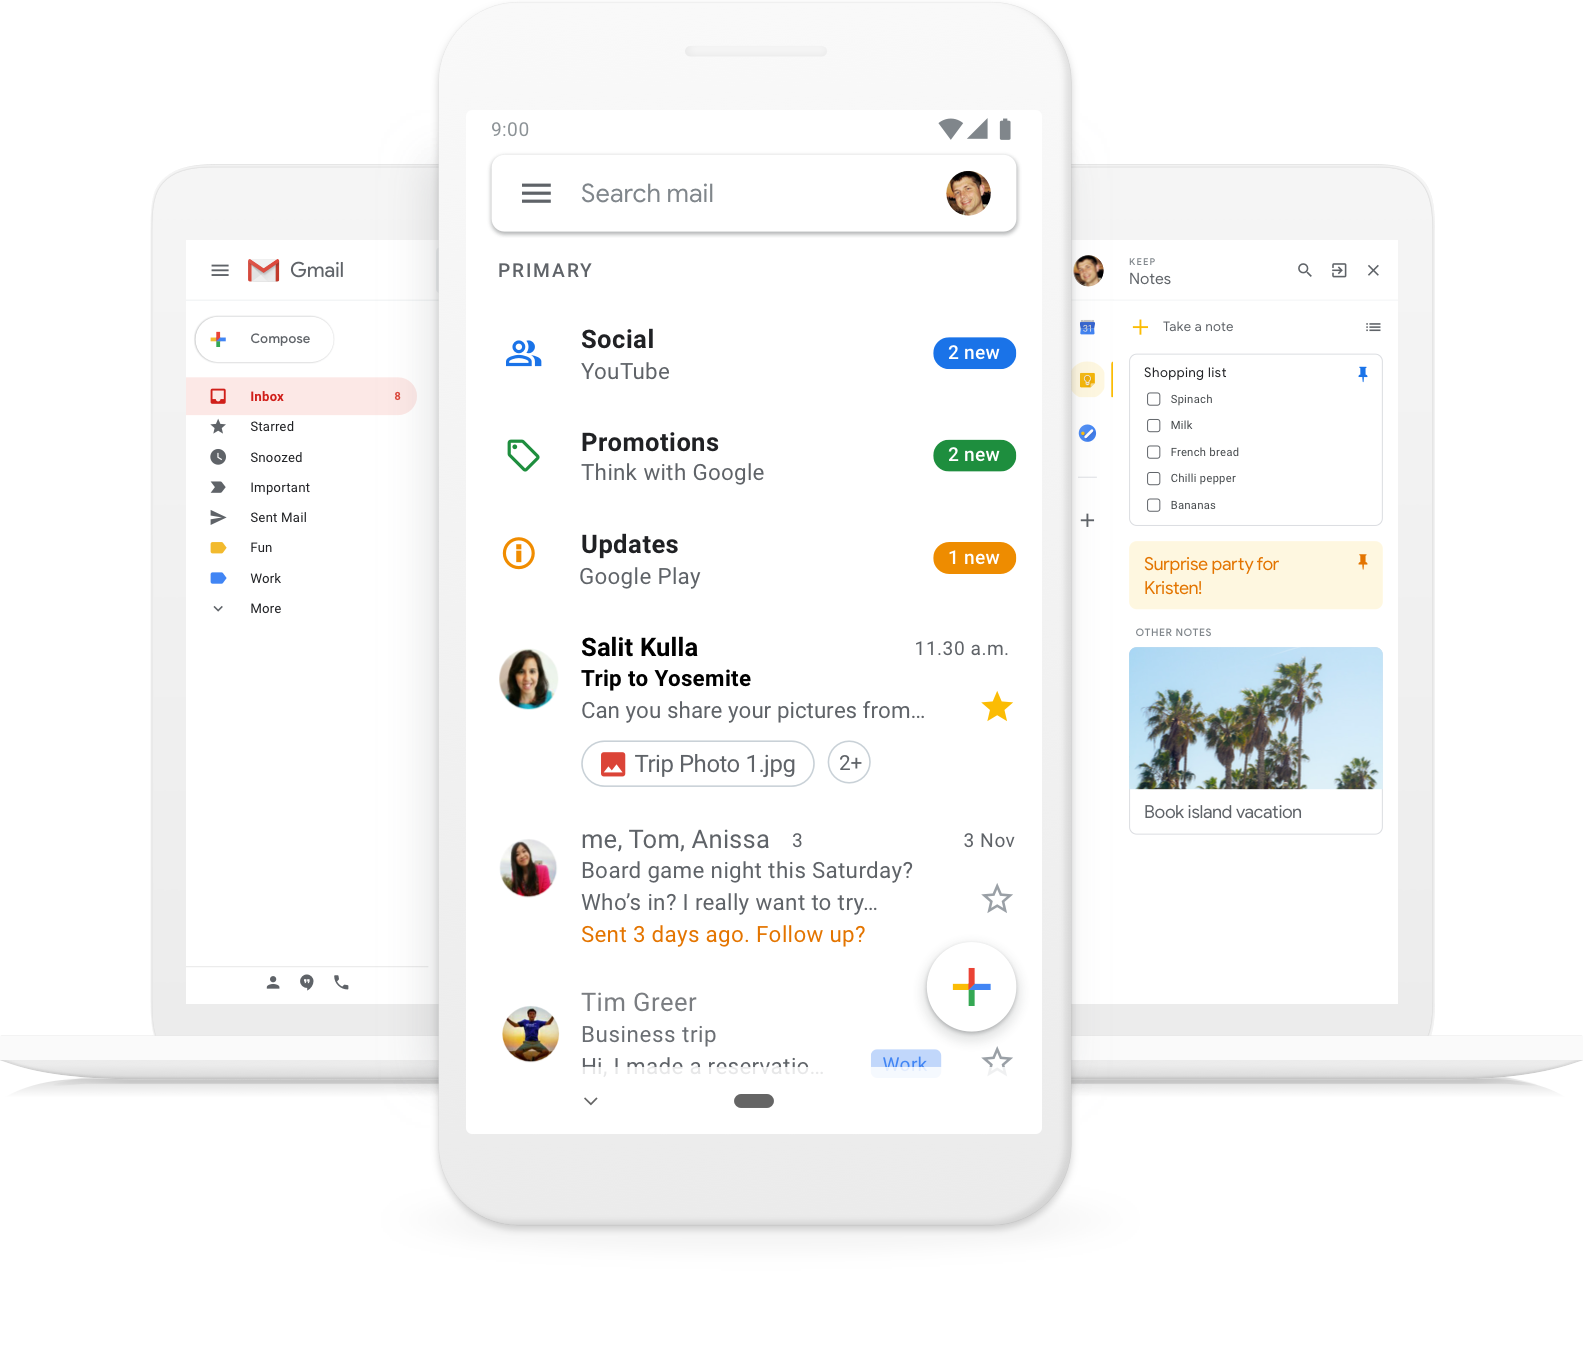 Gmail
Compose
Inbox 8
Starred
Snoozed
Important
Sent Mail
Fun
Work
More
9:00
Search mail
PRIMARY
Social
YouTube
2 new
Promotions
Think with Google
2 new
Updates
Google Play
1 new
Salit Kulla
11.30 a.m.
Trip to Yosemite
Can you share your pictures from...
Trip Photo 1.jpg
2+
me, Tom, Anissa 3
3 Nov
Board game night this Saturday?
Who’s in? I really want to try...
Sent 3 days ago. Follow up?
Tim Greer
Business trip
Hi, I made a reservatio...
Work
KEEP
Notes
31
Take a note
Shopping list
Spinach
Milk
French bread
Chilli pepper
Bananas
Surprise party for
Kristen!
OTHER NOTES
Book island vacation